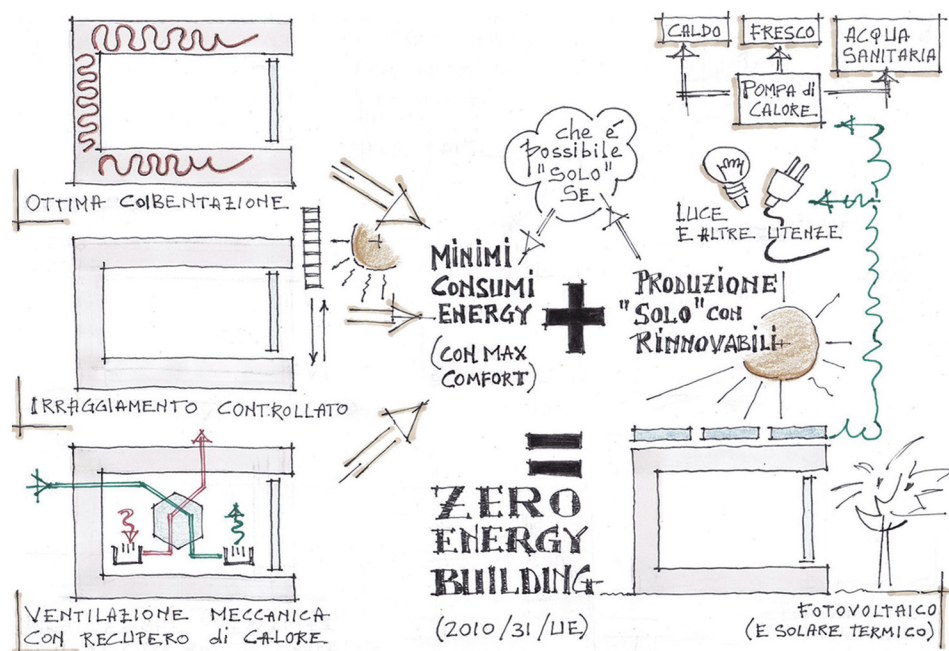 OTTIMA COIBENTAZIONE
IRRAGGIAMENTO CONTROLLATO
VENTILAZIONE MECCANICA
CON RECUPERO di CALORE
che é
possibile
"SOLO"
SE
MINIMI
CONSUMI
ENERGY
(CON MAX
COMFORT)
+
PRODUZIONE
"SOLO" CON
RINNOVABILI
=
ZERO
ENERGY
BUILDING
(2010/31/UE)
CALDO
FRESCO
ACQUA
SANITARIA
POMPA di
CALORE
LUCE
E ALTRE UTENZE
FOTOVOLTAICO
(E SOLARE TERMICO)